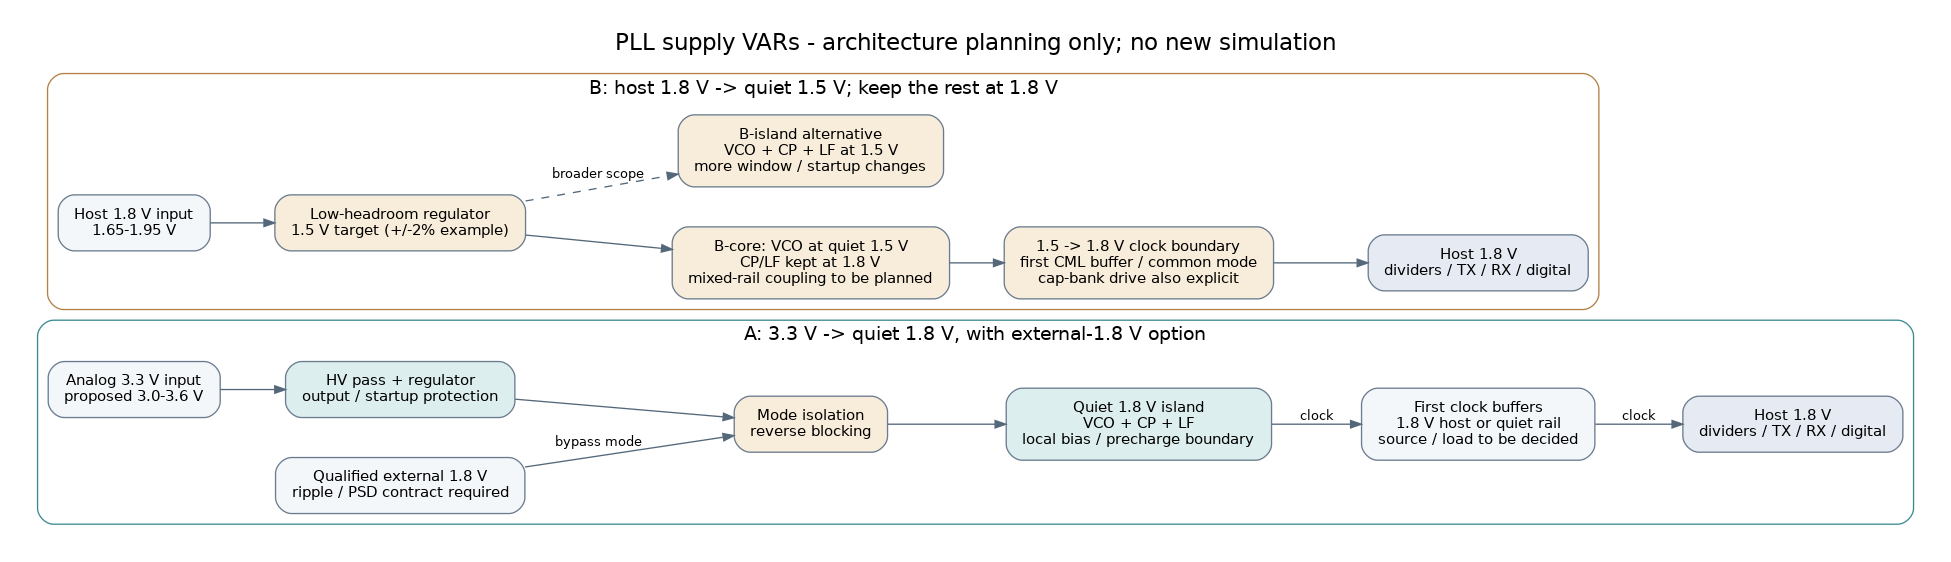 PLL supply VARs - architecture planning only; no new simulation
B: host 1.8 V -> quiet 1.5 V; keep the rest at 1.8 V
Host 1.8 V input
1.65-1.95 V
Low-headroom regulator
1.5 V target (+/-2% example)
broader scope
B-island alternative
VCO + CP + LF at 1.5 V
more window / startup changes
B-core: VCO at quiet 1.5 V
CP/LF kept at 1.8 V
mixed-rail coupling to be planned
1.5 -> 1.8 V clock boundary
first CML buffer / common mode
cap-bank drive also explicit
Host 1.8 V
dividers / TX / RX / digital
A: 3.3 V -> quiet 1.8 V, with external-1.8 V option
Analog 3.3 V input
proposed 3.0-3.6 V
HV pass + regulator
output / startup protection
bypass mode
Qualified external 1.8 V
ripple / PSD contract required
Mode isolation
reverse blocking
Quiet 1.8 V island
VCO + CP + LF
local bias / precharge boundary
clock
First clock buffers
1.8 V host or quiet rail
source / load to be decided
clock
Host 1.8 V
dividers / TX / RX / digital